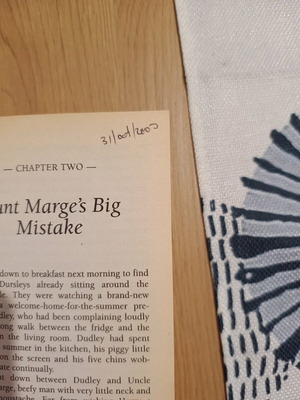 31/oct/2000
— CHAPTER TWO —
unt Marge's Big
Mistake
down to breakfast next morning to find
Dursleys already sitting around the
le. They were watching a brand-new
a welcome-home-for-the-summer pre-
dley, who had been complaining loudly
ong walk between the fridge and the
n the living room. Dudley had spent
summer in the kitchen, his piggy little
on the screen and his five chins wob-
ate continually.
t down between Dudley and Uncle
arge, beefy man with very little neck and